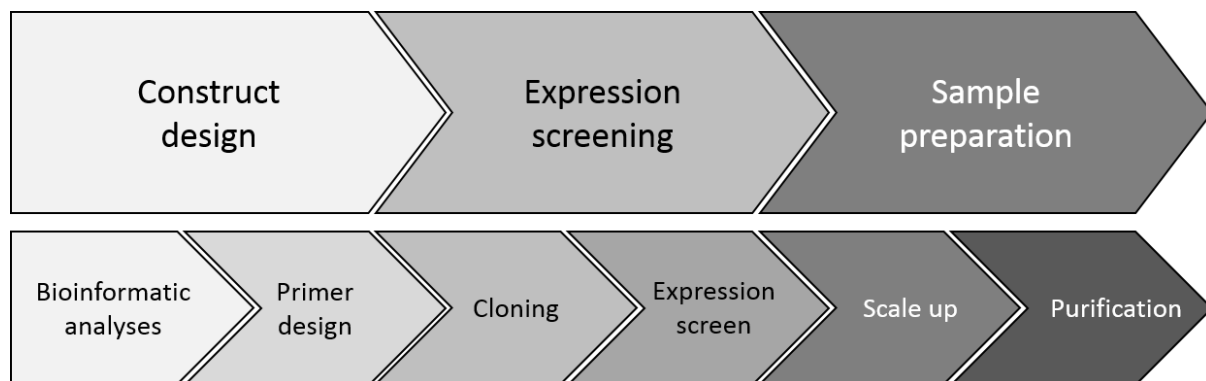 Construct
design
Expression
screening
Sample
preparation
Bioinformatic
analyses
Primer
design
Cloning
Expression
screen
Scale up
Purification